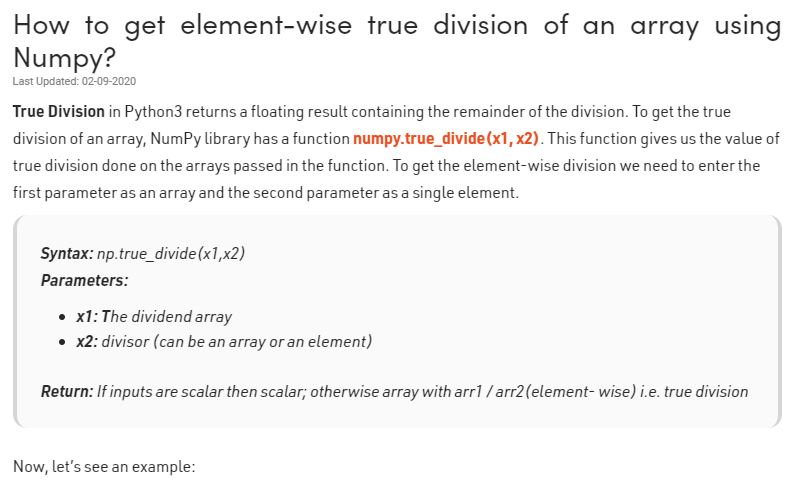 How to get element-wise true division of an array using
Numpy?
Last Updated: 02-09-2020
True Division in Python3 returns a floating result containing the remainder of the division. To get the true
division of an array, NumPy library has a function numpy.true_divide(x1, x2). This function gives us the value of
true division done on the arrays passed in the function. To get the element-wise division we need to enter the
first parameter as an array and the second parameter as a single element.
Syntax: np.true_divide(x1,x2)
Parameters:
• x1: The dividend array
• x2: divisor (can be an array or an element)
Return: If inputs are scalar then scalar; otherwise array with arr1 / arr2(element- wise) i.e. true division
Now, let's see an example: